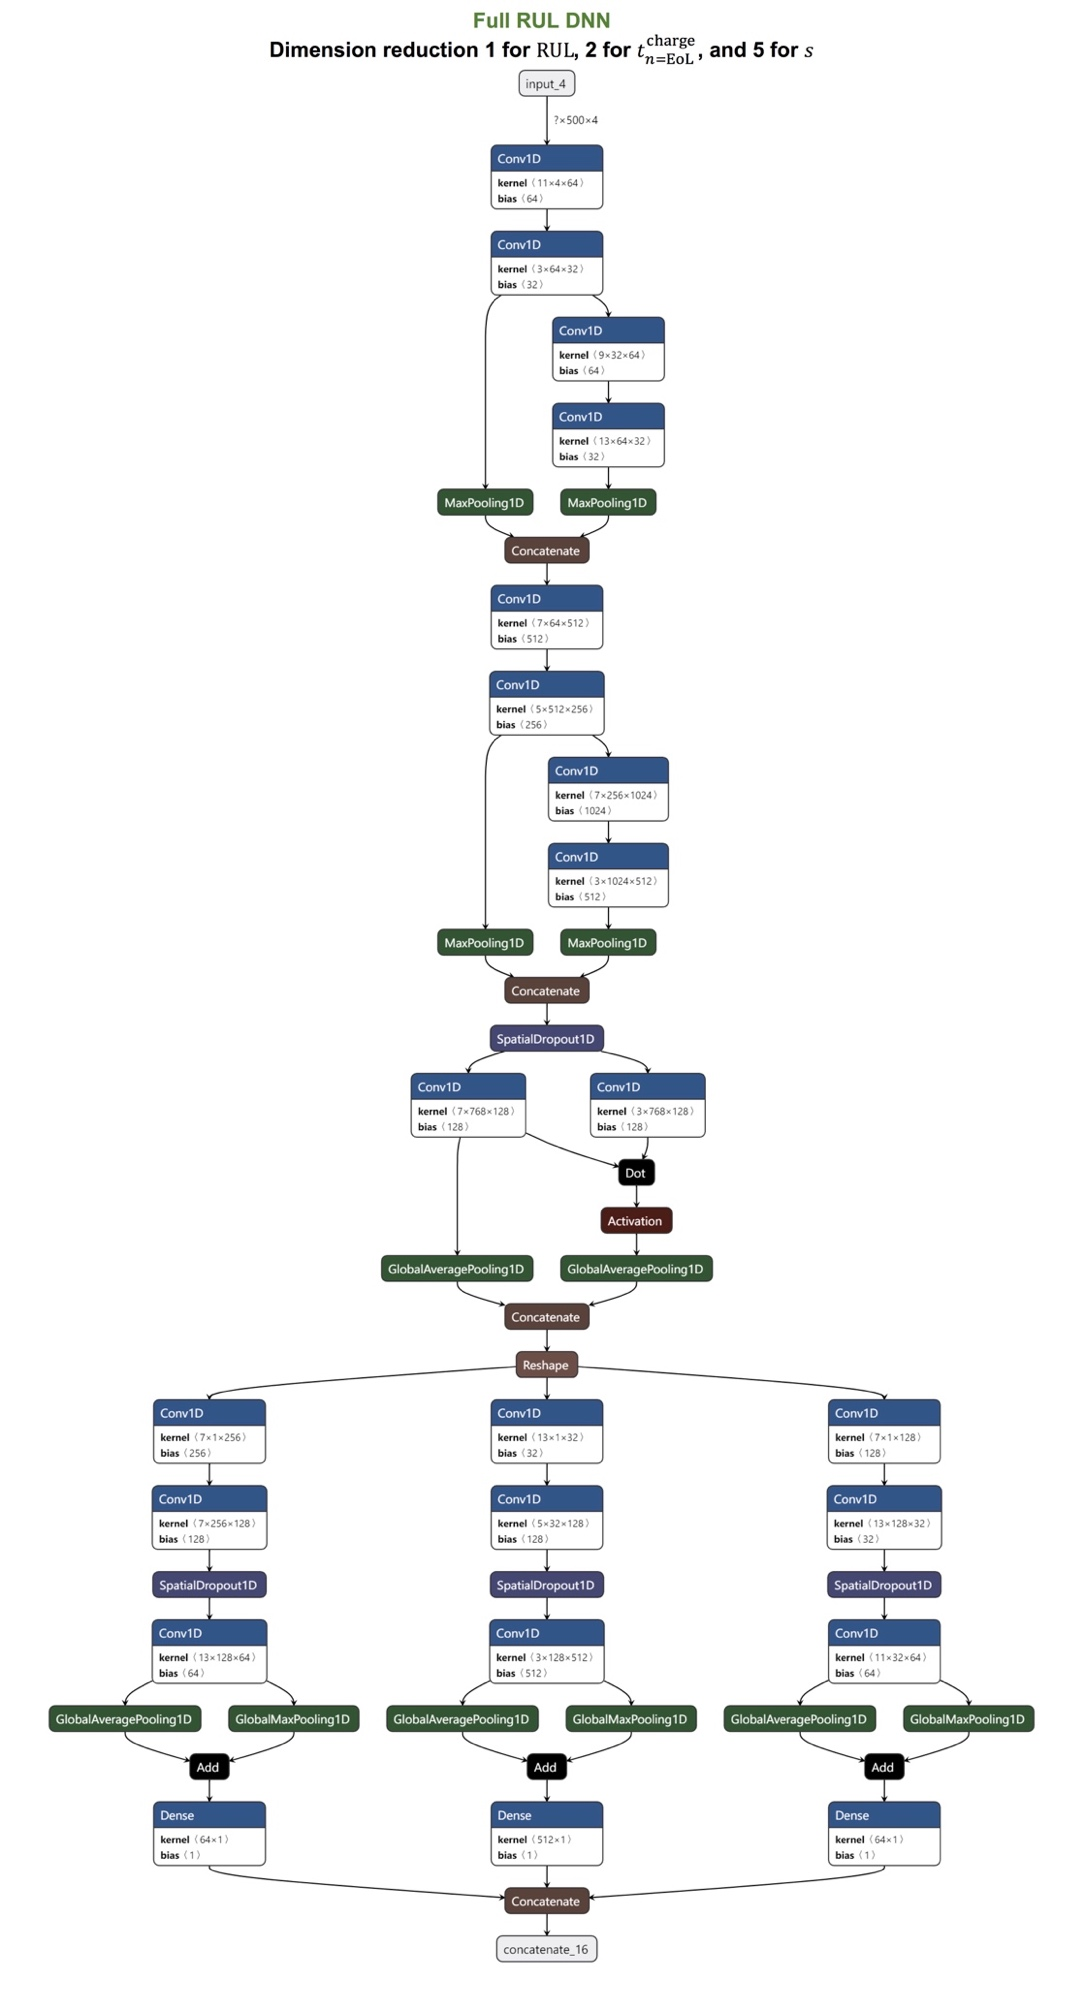 Full RUL DNN
Dimension reduction 1 for RUL, 2 for t_{n=EoL}^{charge}, and 5 for s
input_4
?×500×4
Conv1D
kernel ⟨11×4×64⟩
bias ⟨64⟩
Conv1D
kernel ⟨3×64×32⟩
bias ⟨32⟩
Conv1D
kernel ⟨9×32×64⟩
bias ⟨64⟩
Conv1D
kernel ⟨13×64×32⟩
bias ⟨32⟩
MaxPooling1D MaxPooling1D
Concatenate
Conv1D
kernel ⟨7×64×512⟩
bias ⟨512⟩
Conv1D
kernel ⟨5×512×256⟩
bias ⟨256⟩
Conv1D
kernel ⟨7×256×1024⟩
bias ⟨1024⟩
Conv1D
kernel ⟨3×1024×512⟩
bias ⟨512⟩
MaxPooling1D MaxPooling1D
Concatenate
SpatialDropout1D
Conv1D Conv1D
kernel ⟨7×768×128⟩ kernel ⟨3×768×128⟩
bias ⟨128⟩ bias ⟨128⟩
Dot
Activation
GlobalAveragePooling1D GlobalAveragePooling1D
Concatenate
Reshape
Conv1D Conv1D Conv1D
kernel ⟨7×1×256⟩ kernel ⟨13×1×32⟩ kernel ⟨7×1×128⟩
bias ⟨256⟩ bias ⟨32⟩ bias ⟨128⟩
Conv1D Conv1D Conv1D
kernel ⟨7×256×128⟩ kernel ⟨5×32×128⟩ kernel ⟨13×128×32⟩
bias ⟨128⟩ bias ⟨128⟩ bias ⟨32⟩
SpatialDropout1D SpatialDropout1D SpatialDropout1D
Conv1D Conv1D Conv1D
kernel ⟨13×128×64⟩ kernel ⟨3×128×512⟩ kernel ⟨11×32×64⟩
bias ⟨64⟩ bias ⟨512⟩ bias ⟨64⟩
GlobalAveragePooling1D GlobalMaxPooling1D GlobalAveragePooling1D GlobalMaxPooling1D GlobalAveragePooling1D GlobalMaxPooling1D
Add Add Add
Dense Dense Dense
kernel ⟨64×1⟩ kernel ⟨512×1⟩ kernel ⟨64×1⟩
bias ⟨1⟩ bias ⟨1⟩ bias ⟨1⟩
Concatenate
concatenate_16